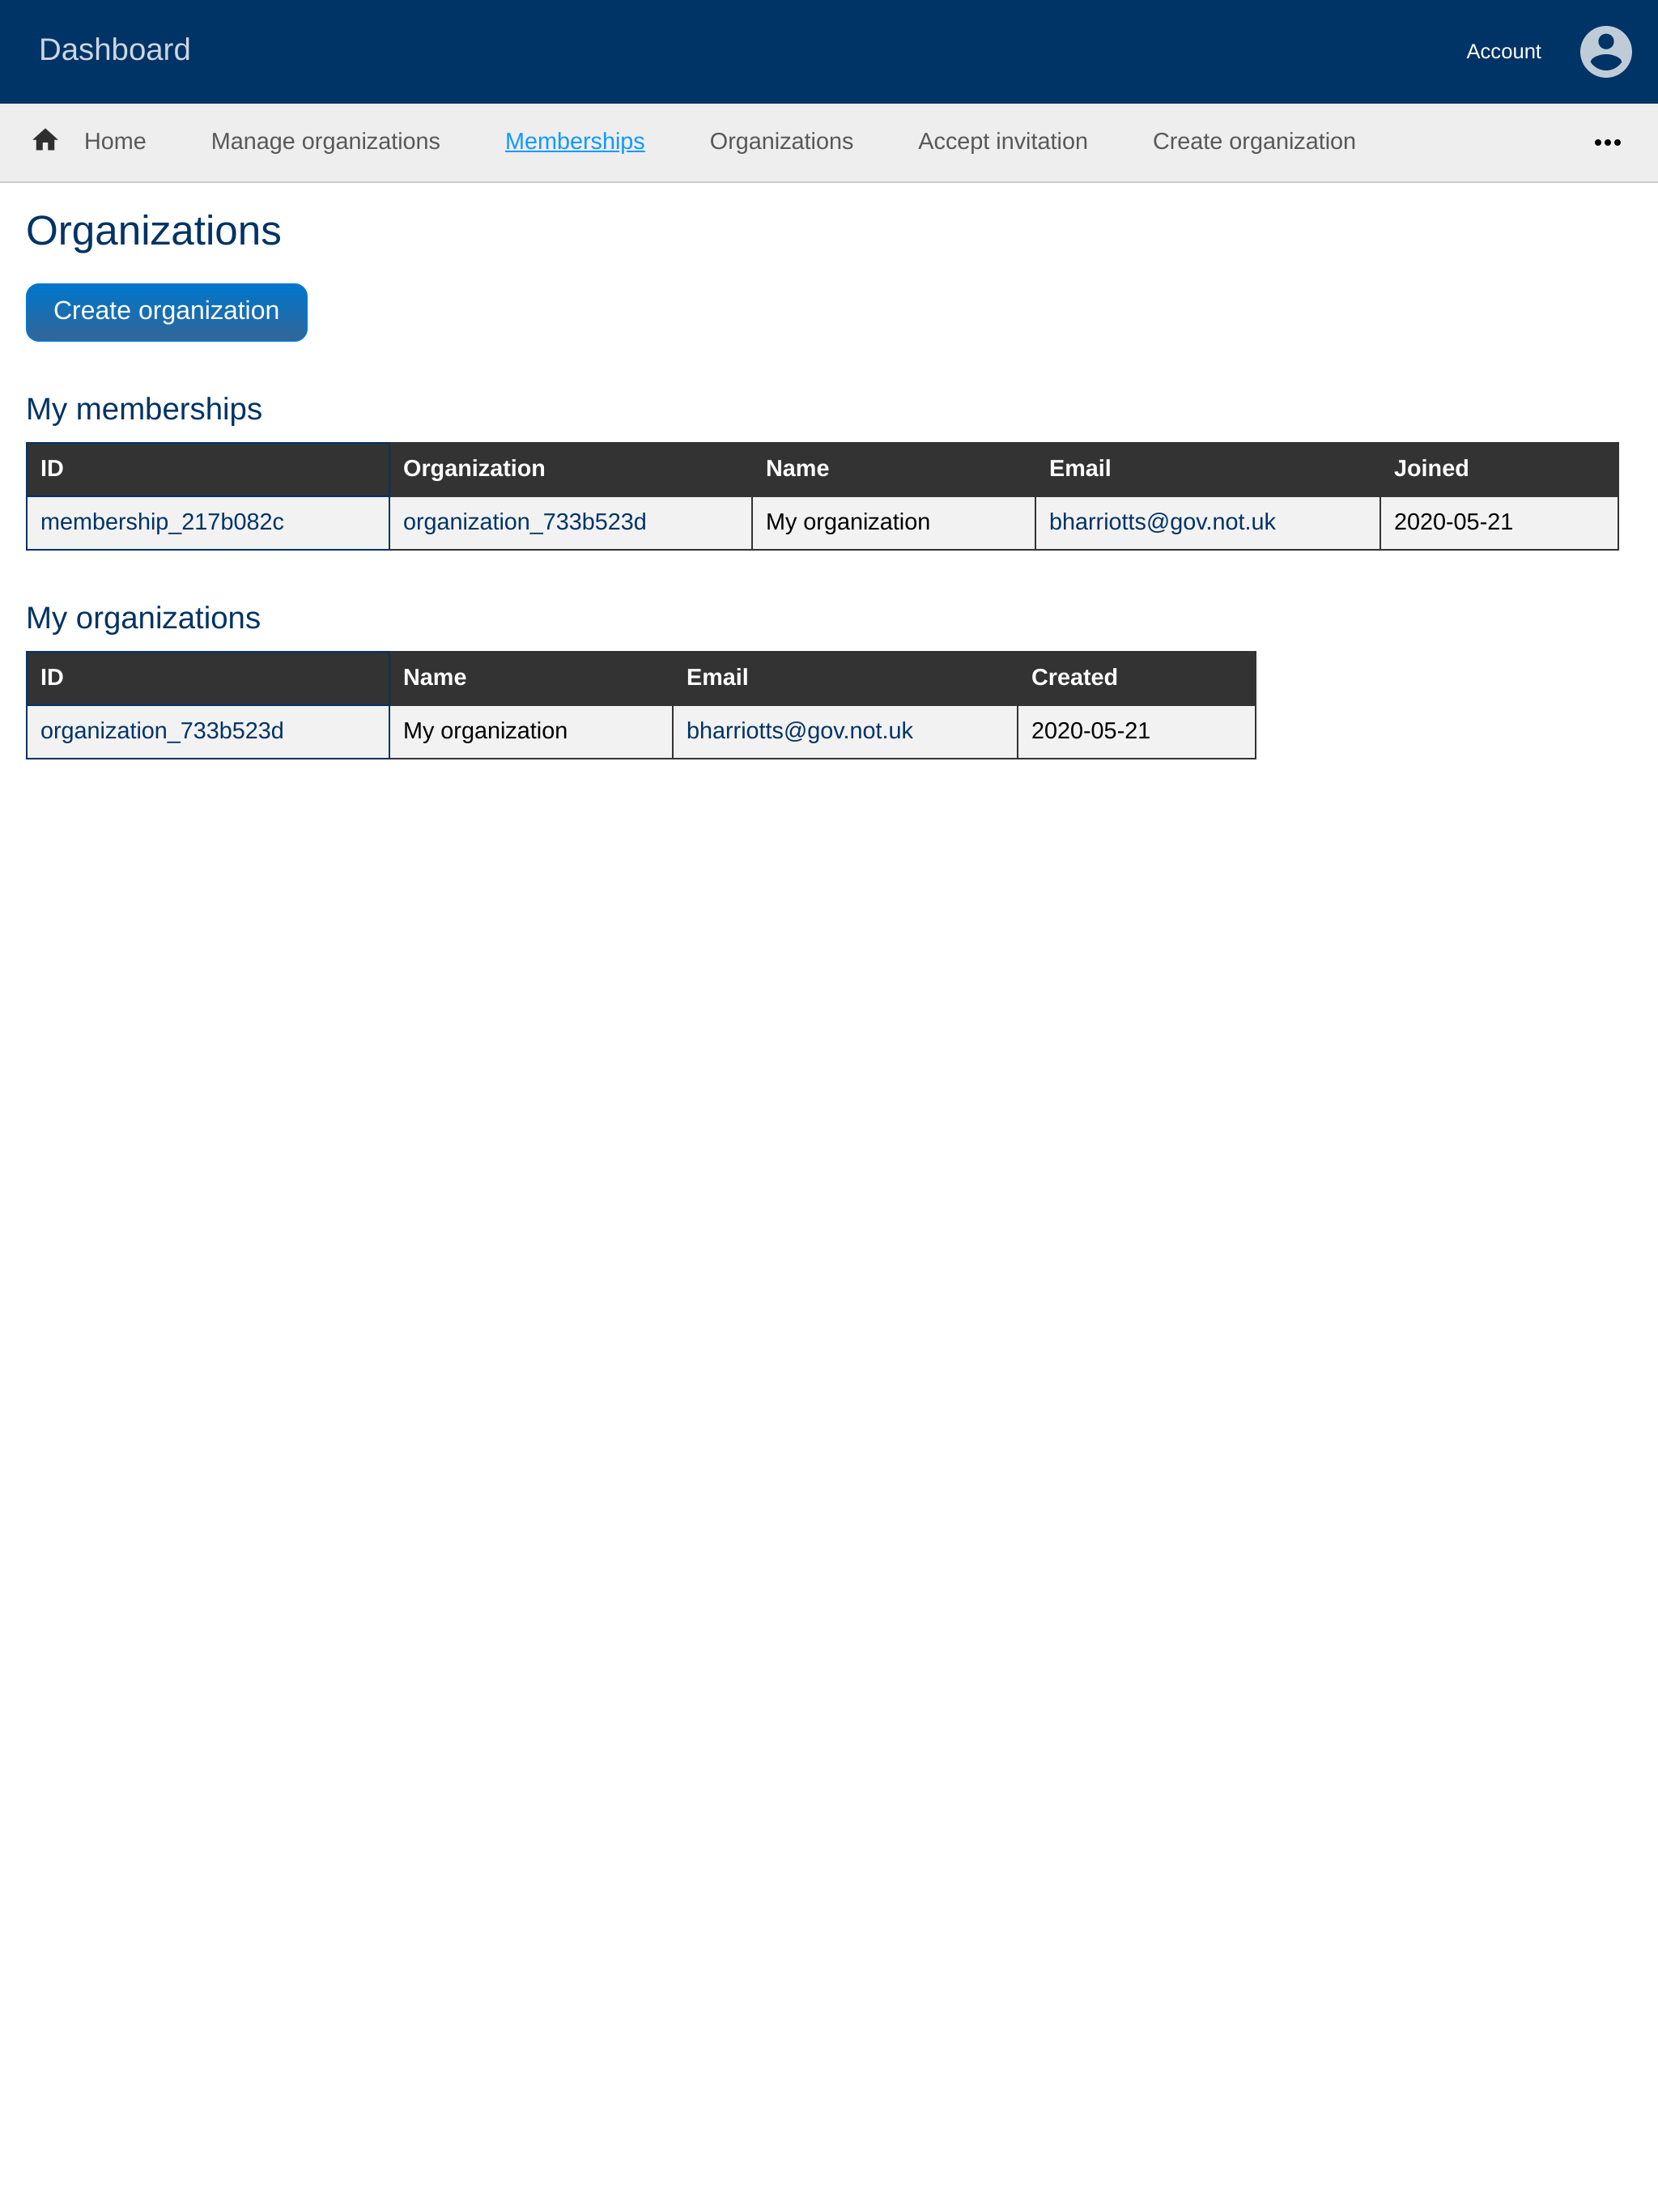 Dashboard
Account
Home Manage organizations Memberships Organizations Accept invitation Create organization
Organizations
Create organization
My memberships
ID Organization Name Email Joined
membership_217b082c organization_733b523d My organization bharriotts@gov.not.uk 2020-05-21
My organizations
ID Name Email Created
organization_733b523d My organization bharriotts@gov.not.uk 2020-05-21